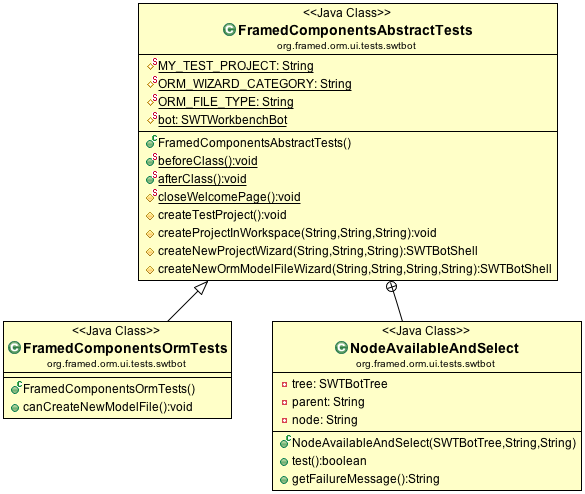 <<Java Class>>
FramedComponentsAbstractTests
org.framed.orm.ui.tests.swtbot
MY_TEST_PROJECT: String
ORM_WIZARD_CATEGORY: String
ORM_FILE_TYPE: String
bot: SWTWorkbenchBot
FramedComponentsAbstractTests()
beforeClass():void
afterClass():void
closeWelcomePage():void
createTestProject():void
createProjectInWorkspace(String,String,String):void
createNewProjectWizard(String,String,String):SWTBotShell
createNewOrmModelFileWizard(String,String,String,String):SWTBotShell
<<Java Class>>
FramedComponentsOrmTests
org.framed.orm.ui.tests.swtbot
FramedComponentsOrmTests()
canCreateNewModelFile():void
<<Java Class>>
NodeAvailableAndSelect
org.framed.orm.ui.tests.swtbot
tree: SWTBotTree
parent: String
node: String
NodeAvailableAndSelect(SWTBotTree,String,String)
test():boolean
getFailureMessage():String